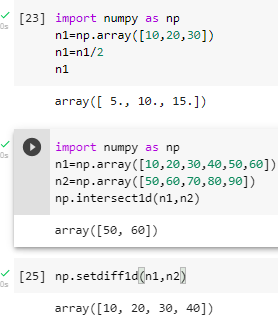 [23] import numpy as np
n1=np.array([10,20,30])
n1=n1/2
n1
0s
array([ 5., 10., 15.])
import numpy as np
n1=np.array([10,20,30,40,50,60])
n2=np.array([50,60,70,80,90])
np.intersect1d(n1,n2)
0s
array([50, 60])
[25] np.setdiff1d(n1,n2)
0s
array([10, 20, 30, 40])